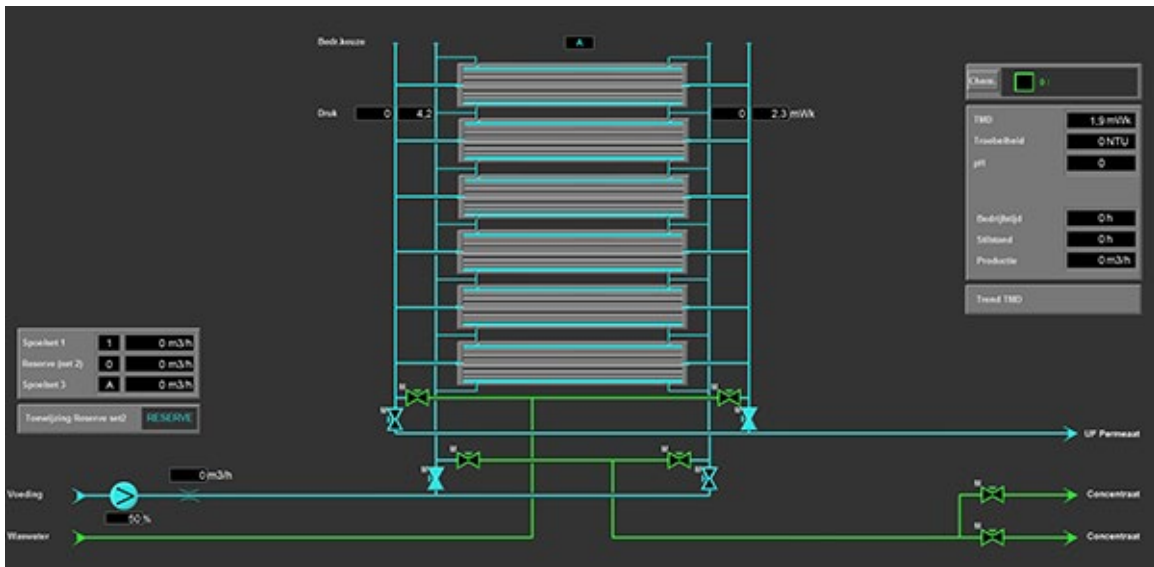 Bedr.keuze A
Druk 0 4,2 0 2,3 mWk
Chem. 0 :
TMD 1,9 mWk
Troebelheid 0 NTU
pH 0
Bedrijfstijd 0 h
Stilstand 0 h
Productie 0 m3/h
Trend TMD
Spoelset 1 1 0 m3/h
Reserve (set 2) 0 0 m3/h
Spoelset 3 A 0 m3/h
Toewijzing Reserve set2 RESERVE
M M
M M
UF Permeaat
M M
M M
0 m3/h
Voeding
50 %
M
Concentraat
Waswater
M
Concentraat